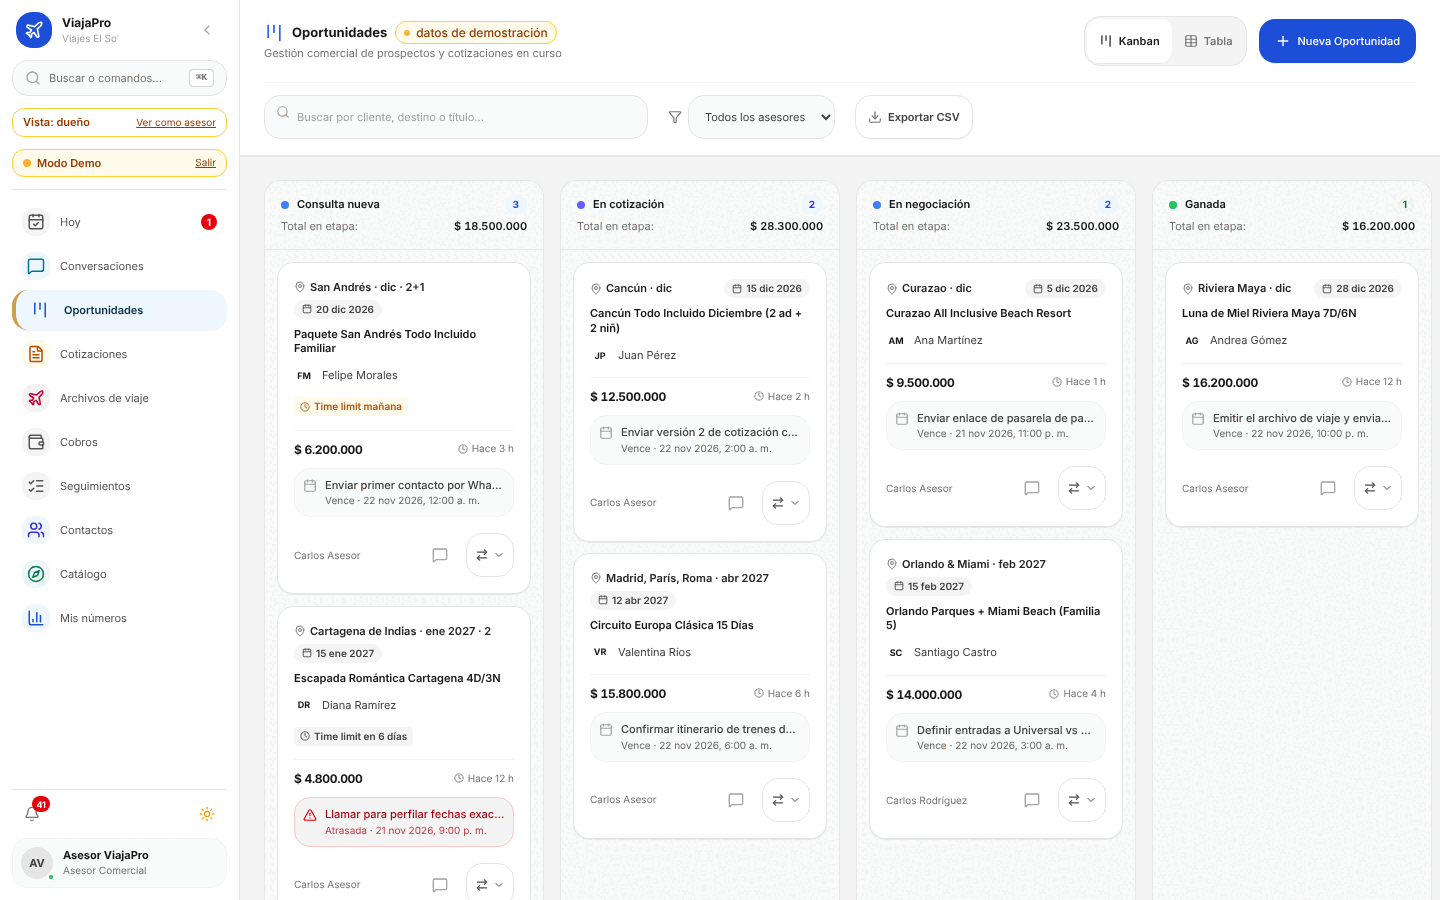 ViajaPro
Viajes El So'
Buscar o comandos...
⌘K
Vista: dueño
Ver como asesor
Modo Demo
Salir
Hoy
1
Conversaciones
Oportunidades
Cotizaciones
Archivos de viaje
Cobros
Seguimientos
Contactos
Catálogo
Mis números
41
AV
Asesor ViajaPro
Asesor Comercial
Oportunidades
datos de demostración
Gestión comercial de prospectos y cotizaciones en curso
Kanban
Tabla
Nueva Oportunidad
Buscar por cliente, destino o título...
Todos los asesores
Exportar CSV
Consulta nueva
3
Total en etapa:
$ 18.500.000
San Andrés · dic · 2+1
20 dic 2026
Paquete San Andrés Todo Incluido
Familiar
FM
Felipe Morales
Time limit mañana
$ 6.200.000
Hace 3 h
Enviar primer contacto por Wha...
Vence · 22 nov 2026, 12:00 a. m.
Carlos Asesor
Cartagena de Indias · ene 2027 · 2
15 ene 2027
Escapada Romántica Cartagena 4D/3N
DR
Diana Ramírez
Time limit en 6 días
$ 4.800.000
Hace 12 h
Llamar para perfilar fechas exac...
Atrasada · 21 nov 2026, 9:00 p. m.
Carlos Asesor
En cotización
2
Total en etapa:
$ 28.300.000
Cancún · dic
15 dic 2026
Cancún Todo Incluido Diciembre (2 ad +
2 niñ)
JP
Juan Pérez
$ 12.500.000
Hace 2 h
Enviar versión 2 de cotización c...
Vence · 22 nov 2026, 2:00 a. m.
Carlos Asesor
Madrid, París, Roma · abr 2027
12 abr 2027
Circuito Europa Clásica 15 Días
VR
Valentina Ríos
$ 15.800.000
Hace 6 h
Confirmar itinerario de trenes d...
Vence · 22 nov 2026, 6:00 a. m.
Carlos Asesor
En negociación
2
Total en etapa:
$ 23.500.000
Curazao · dic
5 dic 2026
Curazao All Inclusive Beach Resort
AM
Ana Martínez
$ 9.500.000
Hace 1 h
Enviar enlace de pasarela de pa...
Vence · 21 nov 2026, 11:00 p. m.
Carlos Asesor
Orlando & Miami · feb 2027
15 feb 2027
Orlando Parques + Miami Beach (Familia
5)
SC
Santiago Castro
$ 14.000.000
Hace 4 h
Definir entradas a Universal vs ...
Vence · 22 nov 2026, 3:00 a. m.
Carlos Rodríguez
Ganada
1
Total en etapa:
$ 16.200.000
Riviera Maya · dic
28 dic 2026
Luna de Miel Riviera Maya 7D/6N
AG
Andrea Gómez
$ 16.200.000
Hace 12 h
Emitir el archivo de viaje y envia...
Vence · 22 nov 2026, 10:00 p. m.
Carlos Asesor